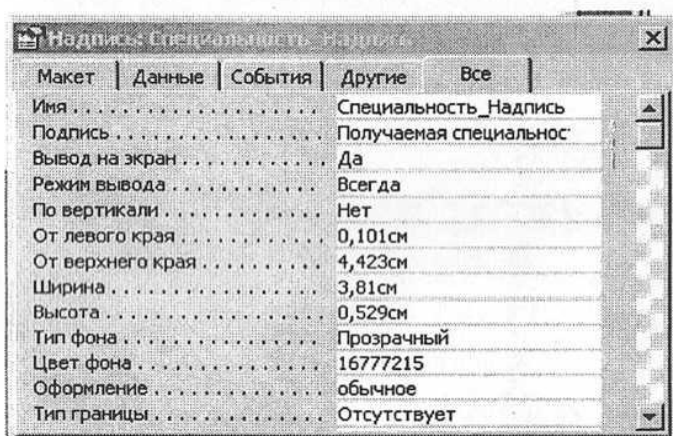 Надпись: Специальность_Надпись
Макет Данные События Другие Все
Имя . . . . . . . . . . . . . . . . . . . . . Специальность_Надпись
Подпись . . . . . . . . . . . . . . . . . . Получаемая специальнос
Вывод на экран . . . . . . . . . . . . Да
Режим вывода . . . . . . . . . . . . . Всегда
По вертикали . . . . . . . . . . . . . . Нет
От левого края . . . . . . . . . . . . 0,101см
От верхнего края . . . . . . . . . . 4,423см
Ширина . . . . . . . . . . . . . . . . . . 3,81см
Высота . . . . . . . . . . . . . . . . . . 0,529см
Тип фона . . . . . . . . . . . . . . . . . Прозрачный
Цвет фона . . . . . . . . . . . . . . . . 16777215
Оформление . . . . . . . . . . . . . . обычное
Тип границы . . . . . . . . . . . . . . Отсутствует